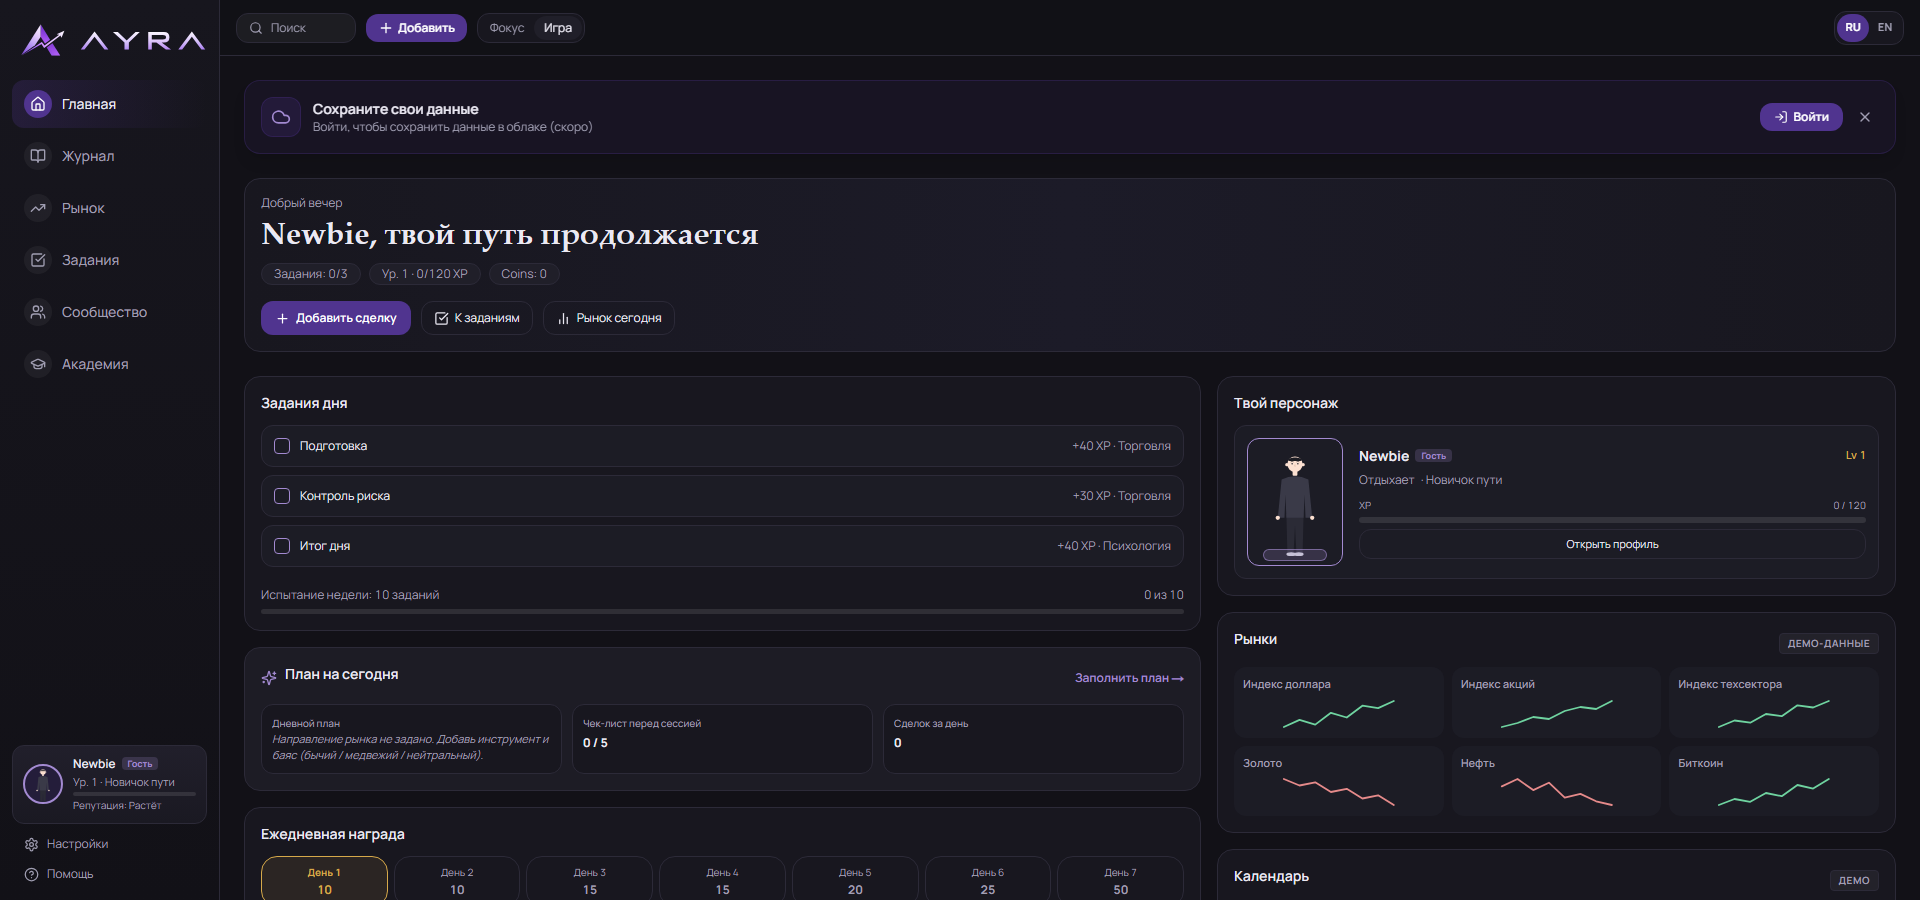 AYRA
Поиск
Добавить
Фокус
Игра
RU
EN
Главная
Журнал
Рынок
Задания
Сообщество
Академия
Newbie
Гость
Ур. 1 · Новичок пути
Репутация: Растёт
Настройки
Помощь
Сохраните свои данные
Войти, чтобы сохранить данные в облаке (скоро)
Войти
Добрый вечер
Newbie, твой путь продолжается
Задания: 0/3
Ур. 1 · 0/120 XP
Coins: 0
Добавить сделку
К заданиям
Рынок сегодня
Задания дня
Подготовка
+40 XP · Торговля
Контроль риска
+30 XP · Торговля
Итог дня
+40 XP · Психология
Испытание недели: 10 заданий
0 из 10
План на сегодня
Заполнить план →
Дневной план
Направление рынка не задано. Добавь инструмент и
баяс (бычий / медвежий / нейтральный).
Чек-лист перед сессией
0 / 5
Сделок за день
0
Ежедневная награда
День 1
10
День 2
10
День 3
15
День 4
15
День 5
20
День 6
25
День 7
50
Твой персонаж
Newbie
Гость
Lv 1
Отдыхает · Новичок пути
XP
0 / 120
Открыть профиль
Рынки
ДЕМО-ДАННЫЕ
Индекс доллара
Индекс акций
Индекс техсектора
Золото
Нефть
Биткоин
Календарь
ДЕМО